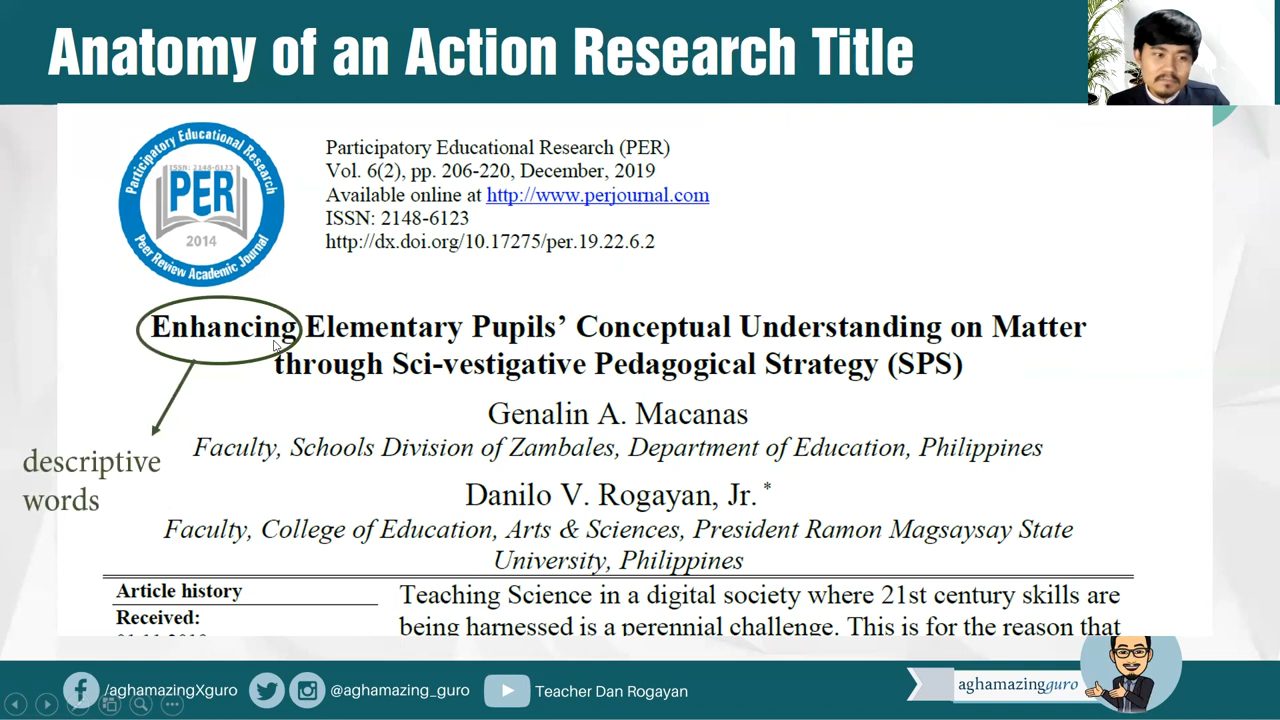 Anatomy of an Action Research Title
Participatory Educational Research
ISSN: 2148-6123
PER
2014
Peer Review Academic Journal
Participatory Educational Research (PER)
Vol. 6(2), pp. 206-220, December, 2019
Available online at http://www.perjournal.com
ISSN: 2148-6123
http://dx.doi.org/10.17275/per.19.22.6.2
Enhancing Elementary Pupils’ Conceptual Understanding on Matter
through Sci-vestigative Pedagogical Strategy (SPS)
Genalin A. Macanas
Faculty, Schools Division of Zambales, Department of Education, Philippines
descriptive
words
Danilo V. Rogayan, Jr. *
Faculty, College of Education, Arts & Sciences, President Ramon Magsaysay State
University, Philippines
Article history
Received:
Teaching Science in a digital society where 21st century skills are
being harnessed is a perennial challenge. This is for the reason that
/aghamazingXguro
@aghamazing_guro
Teacher Dan Rogayan
aghamazingguro